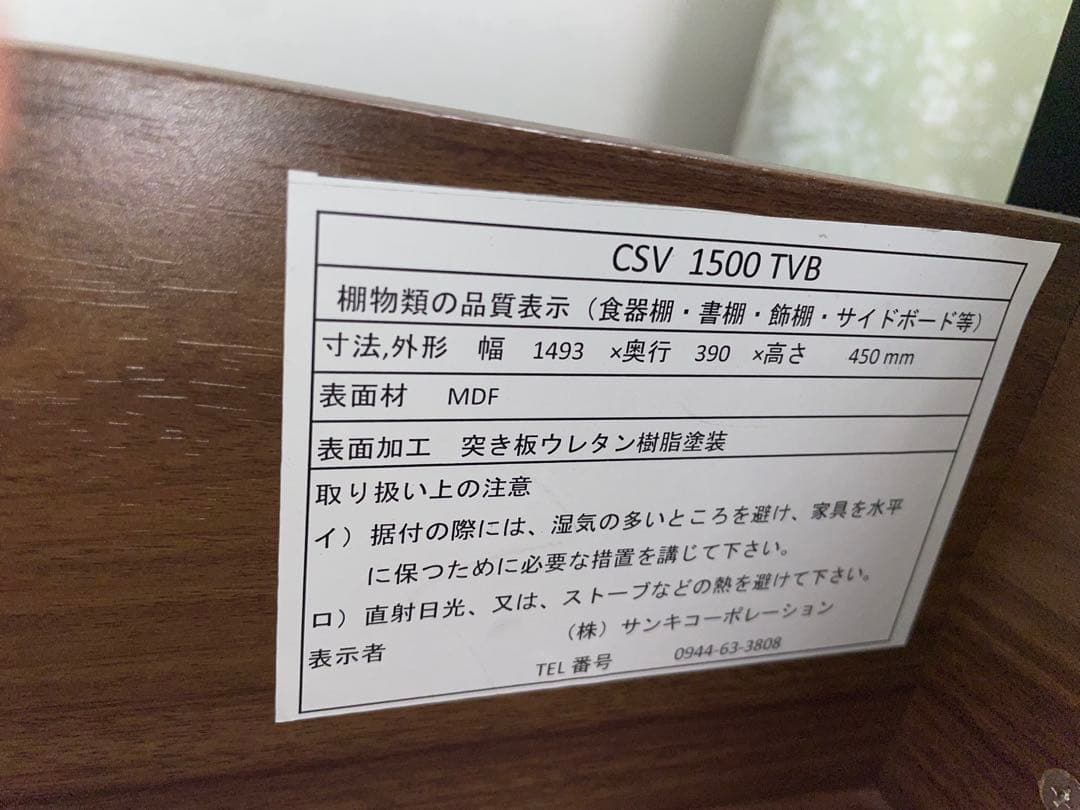 CSV 1500 TVB
棚物類の品質表示（食器棚・書棚・飾棚・サイドボード等）
寸法,外形 幅 1493 ×奥行 390 ×高さ 450 mm
表面材 MDF
表面加工 突き板ウレタン樹脂塗装
取り扱い上の注意
イ）据付の際には、湿気の多いところを避け、家具を水平
に保つために必要な措置を講じて下さい。
ロ）直射日光、又は、ストーブなどの熱を避けて下さい。
表示者 （株）サンキコーポレーション
TEL 番号 0944-63-3808